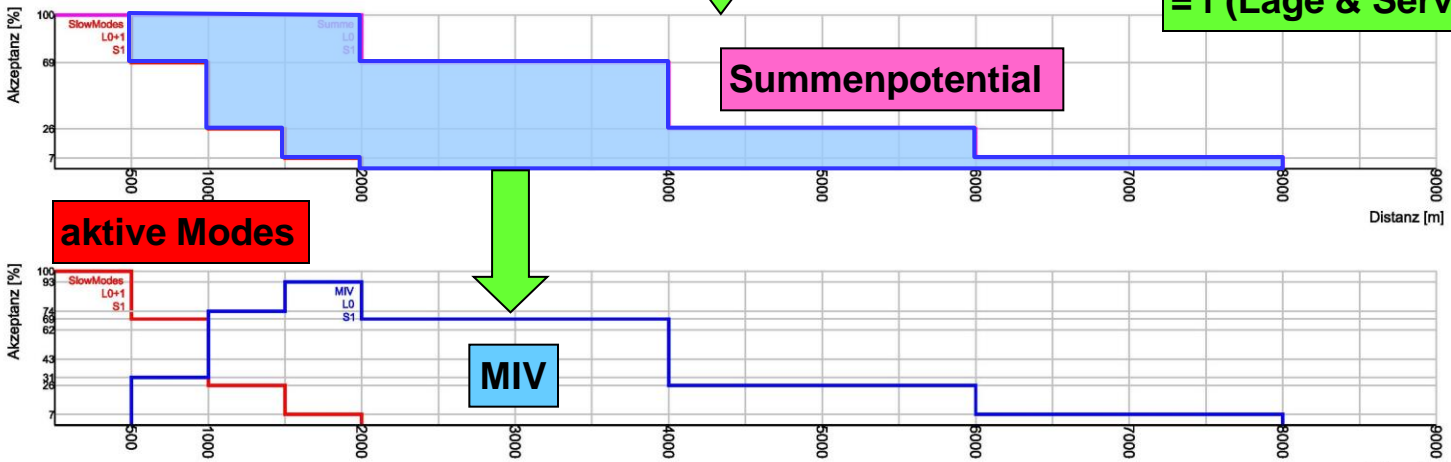 = f (Lage & Serv
Akzeptanz [%]
100
69
26
7
SlowModes
L0+1
S1
Summe
L0
S1
Summenpotential
500
1000
2000
4000
5000
6000
7000
8000
9000
Distanz [m]
aktive Modes
Akzeptanz [%]
100
93
74
69
62
43
31
26
7
SlowModes
L0+1
S1
MIV
L0
S1
MIV
500
1000
2000
3000
4000
5000
6000
7000
8000
9000